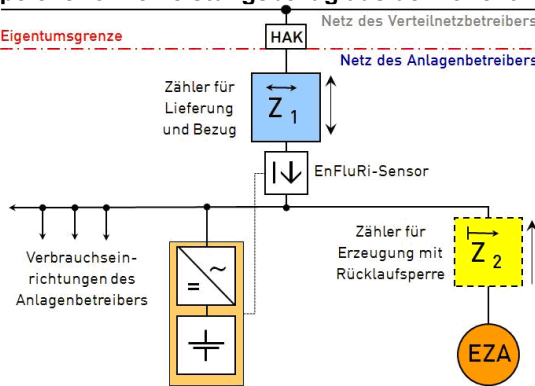 Netz des Verteilnetzbetreibers
Eigentumsgrenze
HAK
Netz des Anlagenbetreibers
Zähler für
Lieferung
und Bezug
Z 1
EnFluRi-Sensor
Verbrauchsein-
richtungen des
Anlagenbetreibers
Zähler für
Erzeugung mit
Rücklaufsperre
Z 2
EZA